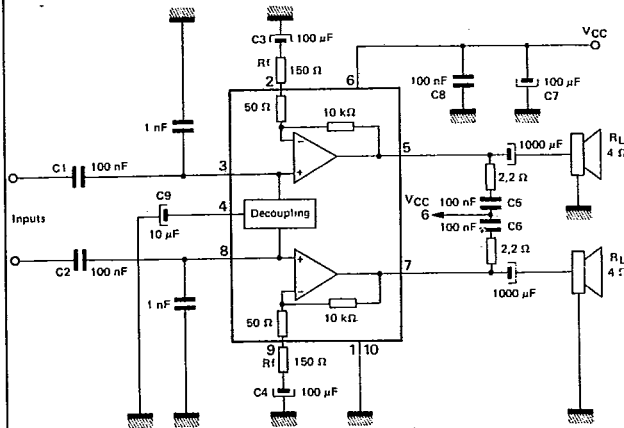 C3
100 µF
Rf
150 Ω
2
6
VCC
100 nF
C8
100 µF
C7
50 Ω
10 kΩ
1 nF
5
1000 µF
RL
4 Ω
C1
100 nF
3
2,2 Ω
C9
4
Decoupling
VCC
6
100 nF
C5
100 nF
C6
Inputs
10 µF
C2
100 nF
8
7
2,2 Ω
RL
4 Ω
1000 µF
1 nF
50 Ω
10 kΩ
9
Rf
150 Ω
1
10
C4
100 µF